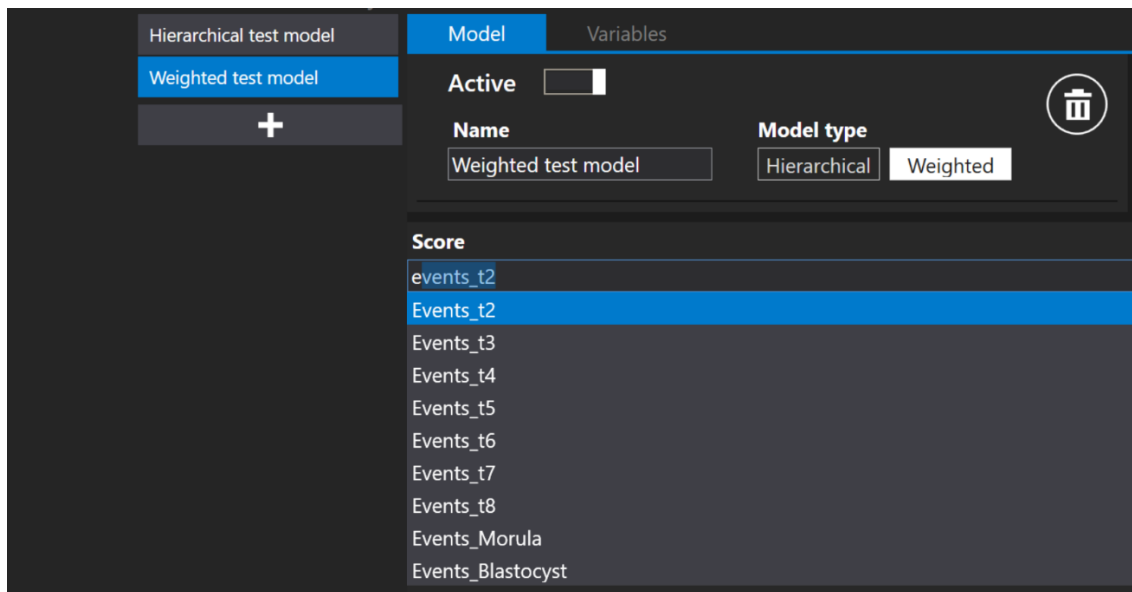 Hierarchical test model
Weighted test model
Model Variables
Active
Name Model type
Weighted test model Hierarchical Weighted
Score
events_t2
Events_t2
Events_t3
Events_t4
Events_t5
Events_t6
Events_t7
Events_t8
Events_Morula
Events_Blastocyst